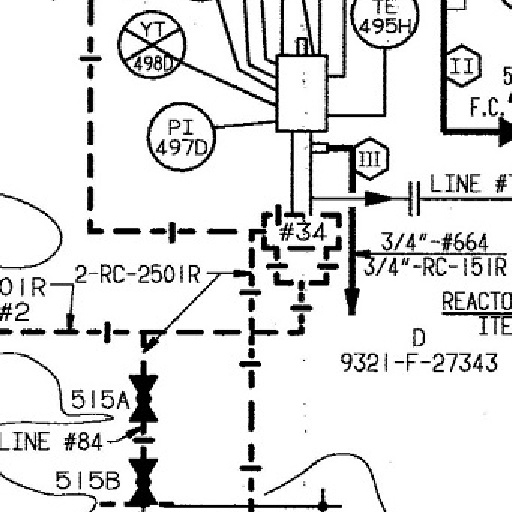 YT
498D
TE
495H
II
5
F.C.
PI
497D
III
LINE #
#34
3/4"-#664
3/4"-RC-151R
2-RC-2501R
01R
#2
REACTO
ITE
D
9321-F-27343
515A
LINE #84
515B